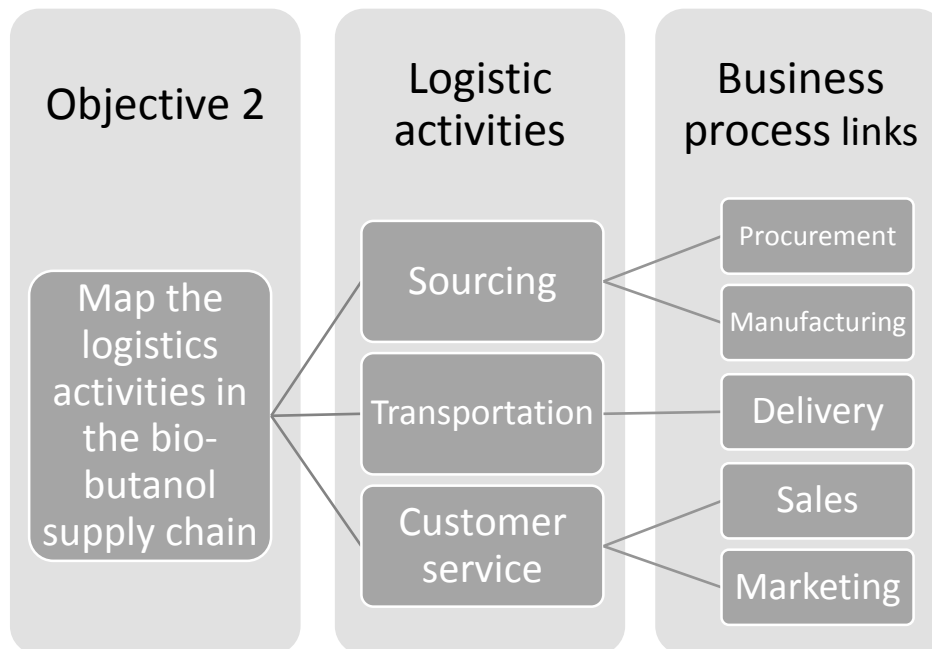 Objective 2
Map the
logistics
activities in
the bio-
butanol
supply chain
Logistic
activities
Sourcing
Transportation
Customer
service
Business
process links
Procurement
Manufacturing
Delivery
Sales
Marketing